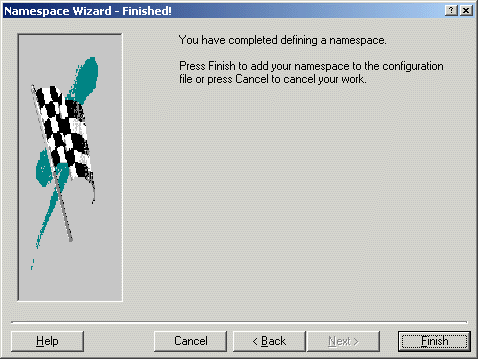 Namespace Wizard - Finished!
You have completed defining a namespace.
Press Finish to add your namespace to the configuration
file or press Cancel to cancel your work.
Help
Cancel
< Back
Next >
Finish